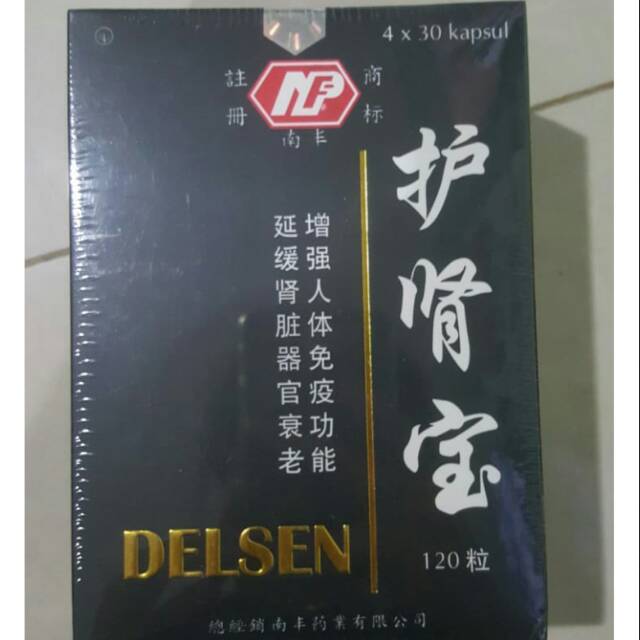 4 x 30 kapsul
註冊
NF
商标
南丰
护肾宝
增强人体免疫功能
延缓肾脏器官衰老
DELSEN
120粒
總經銷南丰药業有限公司